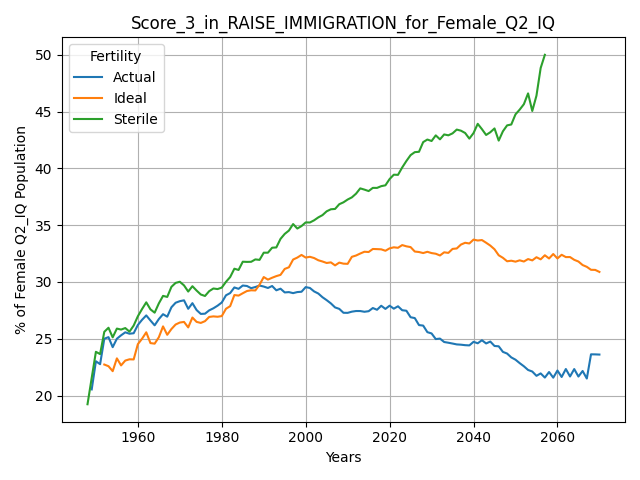 Score_3_in_RAISE_IMMIGRATION_for_Female_Q2_IQ
Fertility
Actual
Ideal
Sterile
% of Female Q2_IQ Population
50
45
40
35
30
25
20
1960
1980
2000
2020
2040
2060
Years